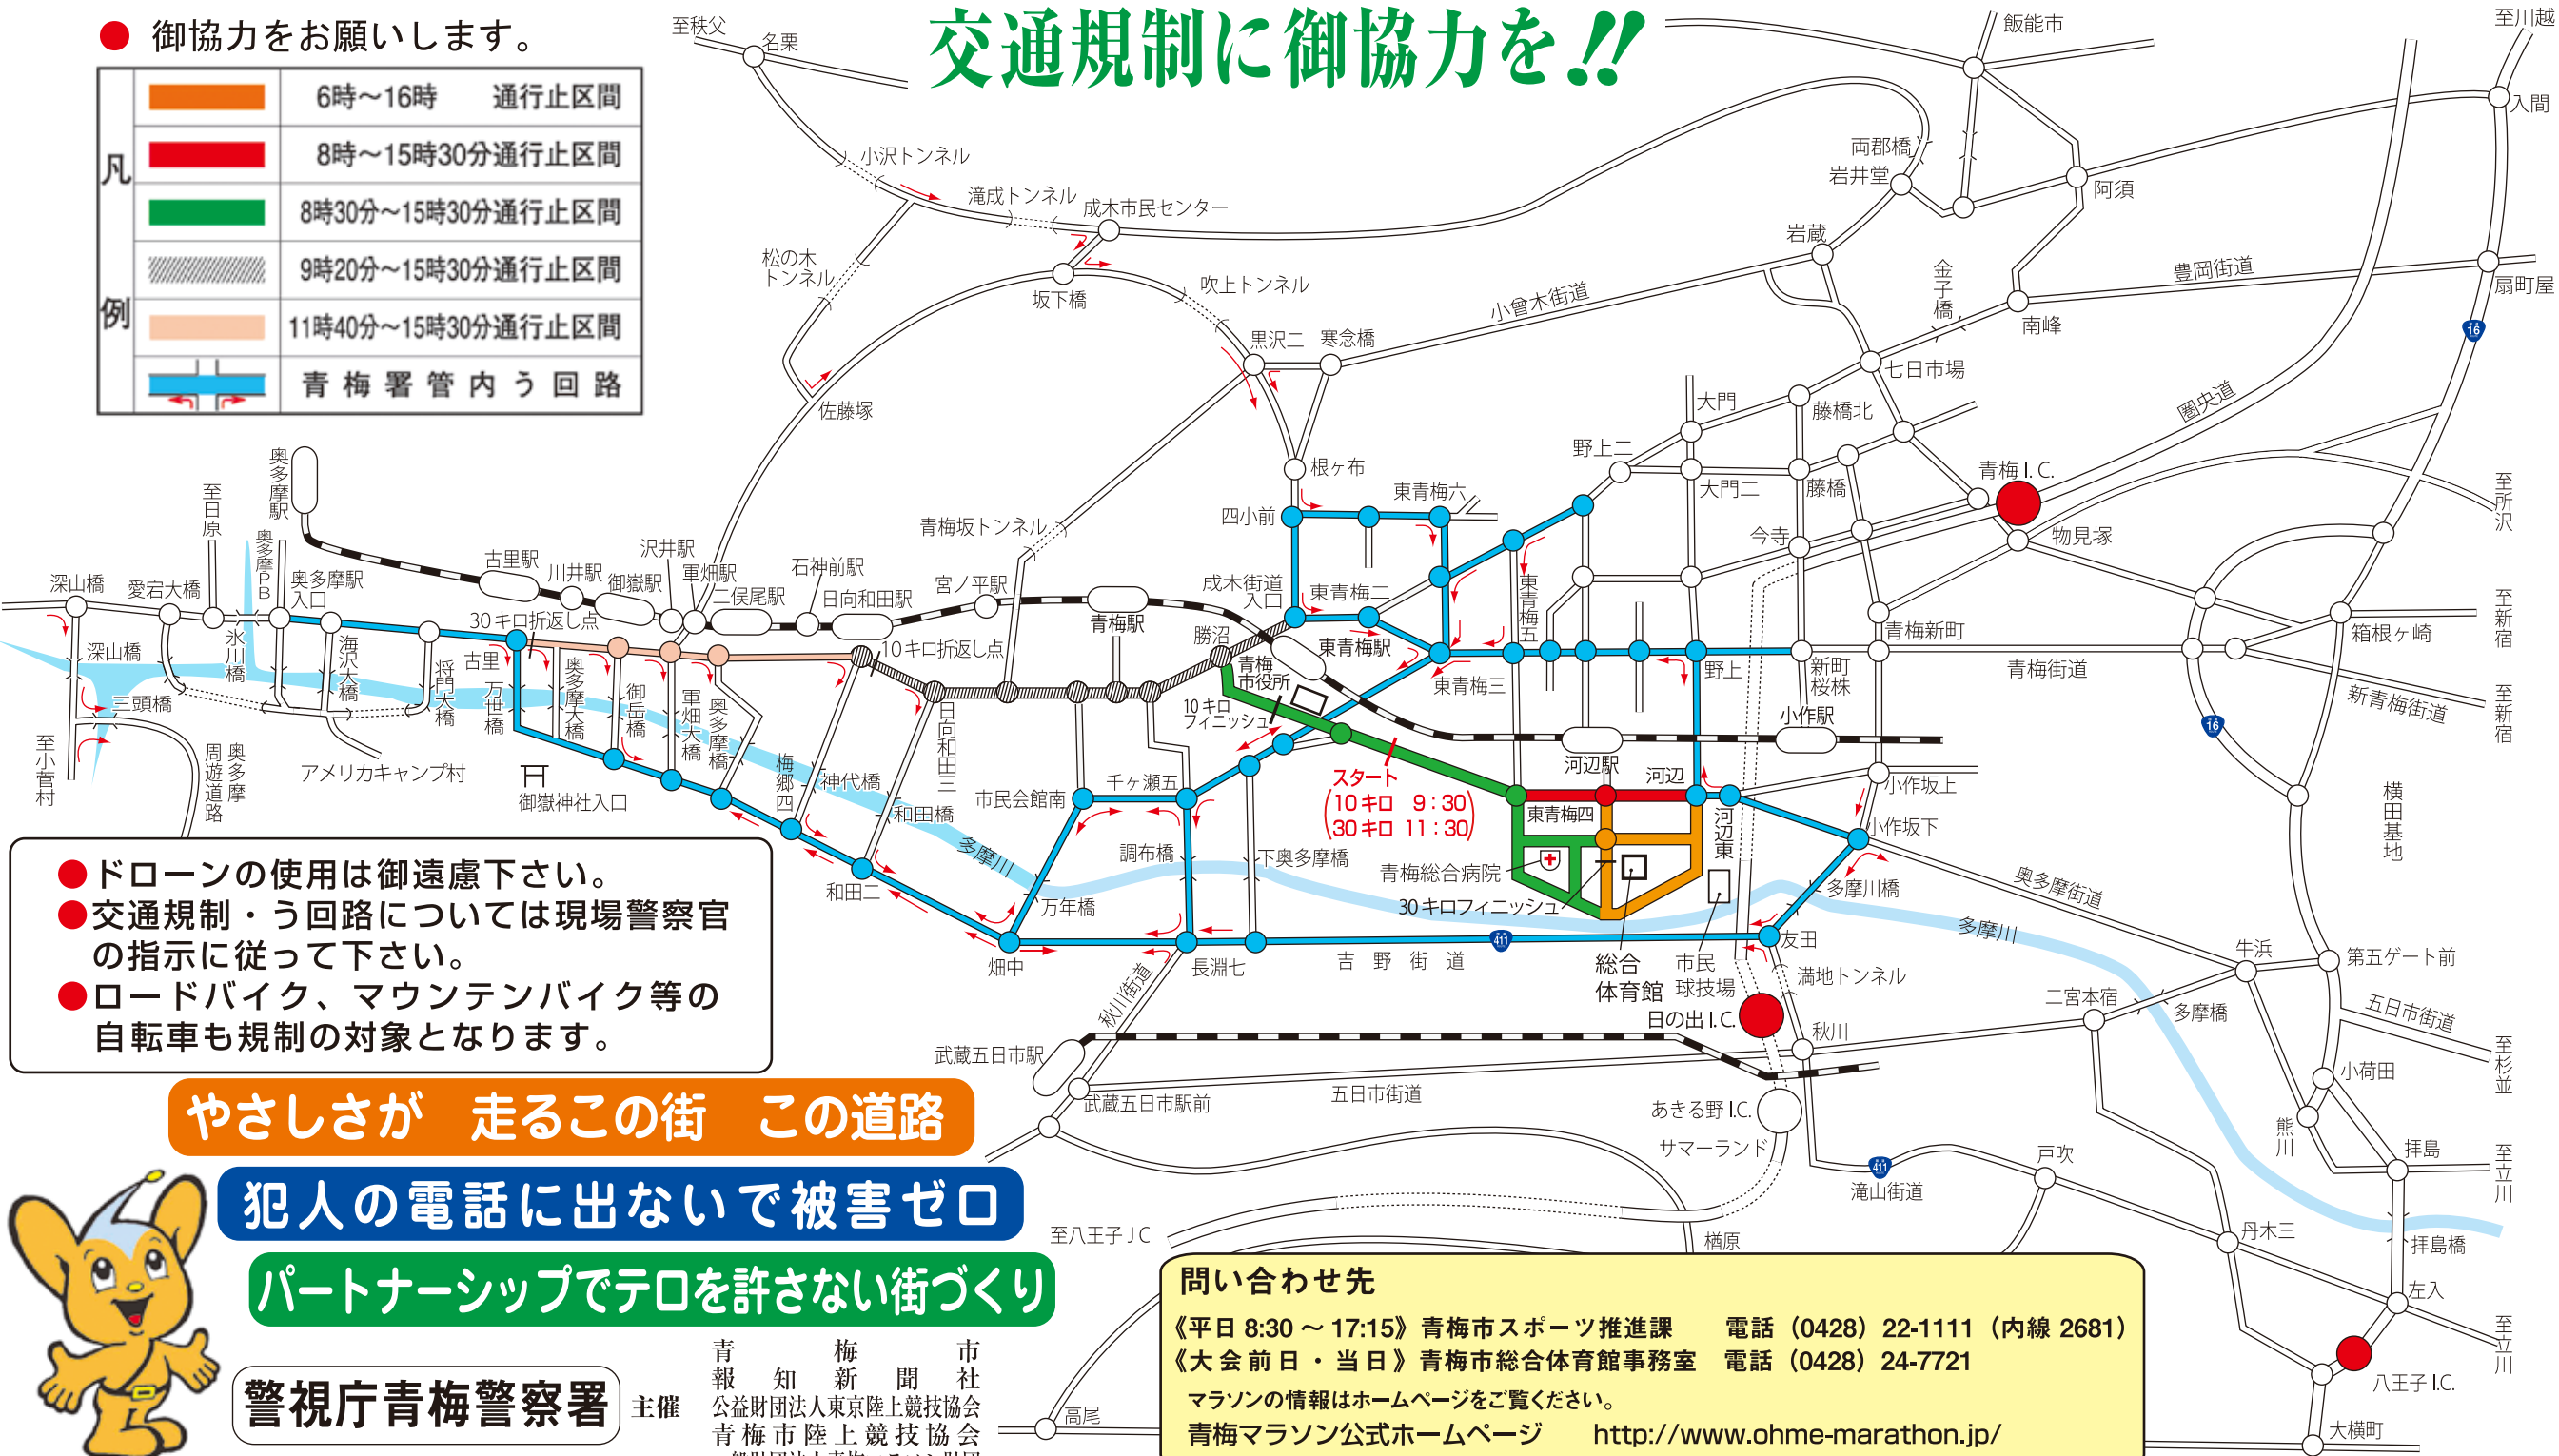 交通規制に御協力を!!
● 御協力をお願いします。
凡例
6時～16時　通行止区間
8時～15時30分通行止区間
8時30分～15時30分通行止区間
9時20分～15時30分通行止区間
11時40分～15時30分通行止区間
青梅署管内う回路
至秩父
名栗
小沢トンネル
滝成トンネル
成木市民センター
松の木
トンネル
坂下橋
吹上トンネル
佐藤塚
黒沢二
寒念橋
小曾木街道
飯能市
至川越
入間
両郡橋
岩井堂
阿須
岩蔵
金子橋
豊岡街道
南峰
扇町屋
16
七日市場
圏央道
大門
藤橋北
野上二
大門二
藤橋
青梅I.C.
至所沢
今寺
物見塚
根ヶ布
四小前
東青梅六
青梅坂トンネル
成木街道
入口
東青梅二
東青梅五
青梅新町
箱根ヶ崎
至新宿
奥多摩駅
至日原
奥多摩PB
深山橋
愛宕大橋
奥多摩駅
入口
古里駅
川井駅
御嶽駅
沢井駅
軍畑駅
二俣尾駅
石神前駅
日向和田駅
宮ノ平駅
青梅駅
勝沼
東青梅駅
30キロ折返し点
10キロ折返し点
深山橋
三頭橋
氷川橋
海沢大橋
将門大橋
古里
万世橋
奥多摩大橋
御岳橋
軍畑大橋
奥多摩橋
至小菅村
奥多摩
周遊道路
アメリカキャンプ村
御嶽神社入口
梅郷四
神代橋
日向和田三
和田橋
和田二
多摩川
市民会館南
千ヶ瀬五
調布橋
下奥多摩橋
万年橋
畑中
長淵七
吉野街道
411
青梅
市役所
10キロ
フィニッシュ
スタート
10キロ　9：30
30キロ　11：30
東青梅三
野上
新町
桜株
青梅街道
新青梅街道
至新宿
16
小作駅
河辺駅
河辺
東青梅四
河辺東
小作坂上
小作坂下
横田基地
青梅総合病院
30キロフィニッシュ
多摩川橋
奥多摩街道
多摩川
友田
総合
体育館
市民
球技場
満地トンネル
日の出I.C.
秋川街道
武蔵五日市駅
武蔵五日市駅前
五日市街道
秋川
二宮本宿
多摩橋
牛浜
第五ゲート前
五日市街道
至杉並
小荷田
熊川
拝島
至立川
あきる野I.C.
サマーランド
411
滝山街道
戸吹
丹木三
拝島橋
左入
至立川
八王子I.C.
大横町
至八王子JC
楢原
高尾
●ドローンの使用は御遠慮下さい。
●交通規制・う回路については現場警察官
の指示に従って下さい。
●ロードバイク、マウンテンバイク等の
自転車も規制の対象となります。
やさしさが　走るこの街　この道路
犯人の電話に出ないで被害ゼロ
パートナーシップでテロを許さない街づくり
警視庁青梅警察署
主催
青梅市
報知新聞社
公益財団法人東京陸上競技協会
青梅市陸上競技協会
問い合わせ先
《平日 8:30 ～ 17:15》青梅市スポーツ推進課　電話（0428）22-1111（内線 2681）
《大会前日・当日》青梅市総合体育館事務室　電話（0428）24-7721
マラソンの情報はホームページをご覧ください。
青梅マラソン公式ホームページ　http://www.ohme-marathon.jp/